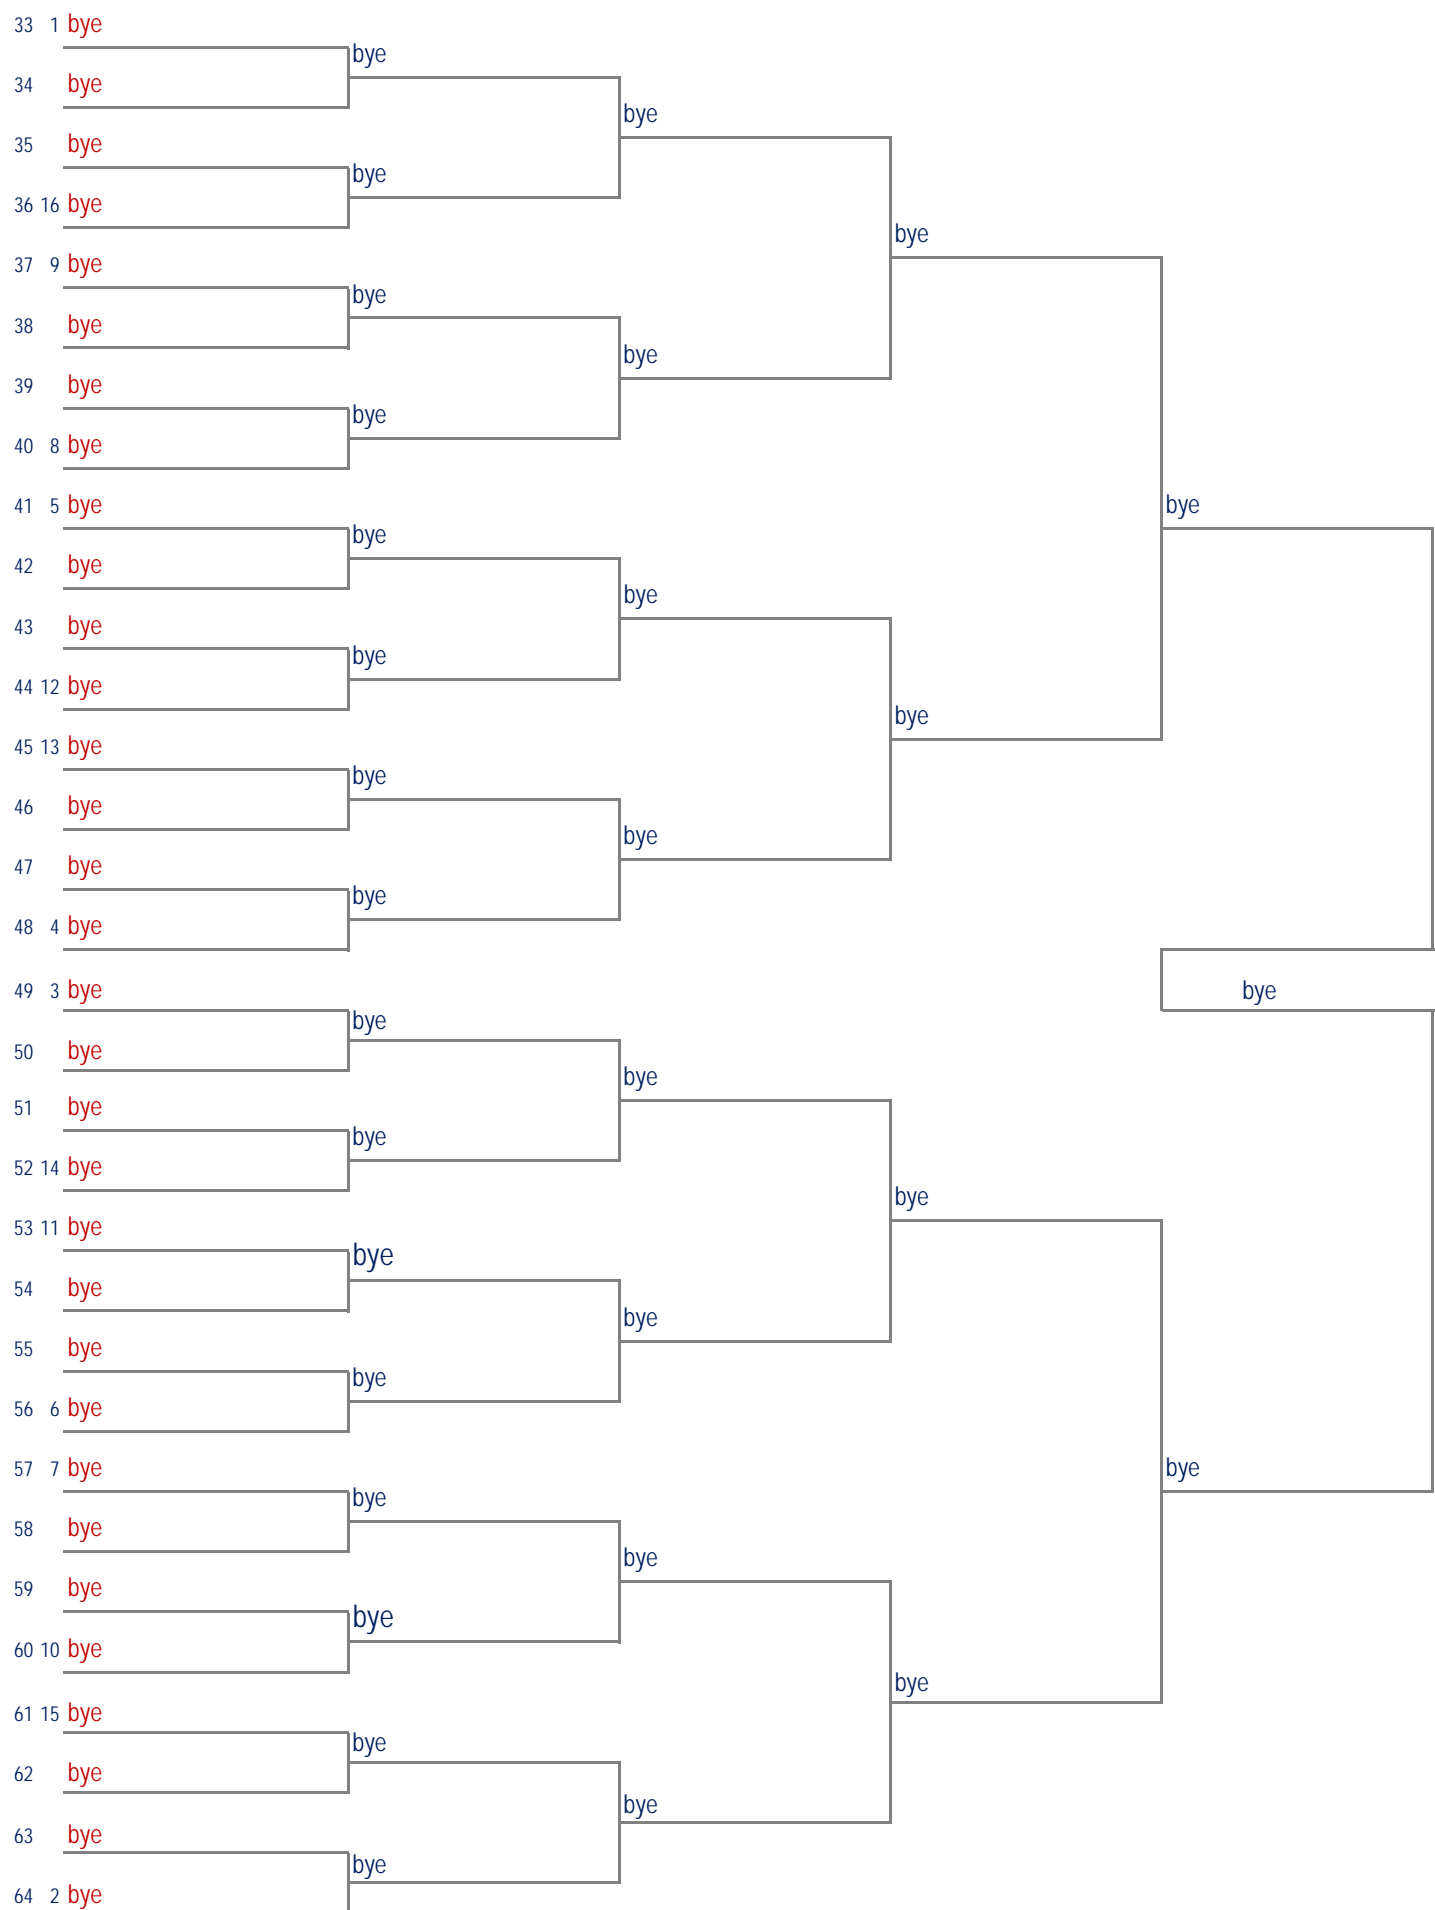 33 1 bye
bye
34 bye
bye
35 bye
bye
36 16 bye
bye
37 9 bye
bye
38 bye
bye
39 bye
bye
40 8 bye
41 5 bye
bye
bye
42 bye
bye
43 bye
bye
44 12 bye
bye
45 13 bye
bye
46 bye
bye
47 bye
bye
48 4 bye
49 3 bye
bye
bye
50 bye
bye
51 bye
bye
52 14 bye
bye
53 11 bye
bye
54 bye
bye
55 bye
bye
56 6 bye
57 7 bye
bye
bye
58 bye
bye
59 bye
bye
60 10 bye
bye
61 15 bye
bye
62 bye
bye
63 bye
bye
64 2 bye